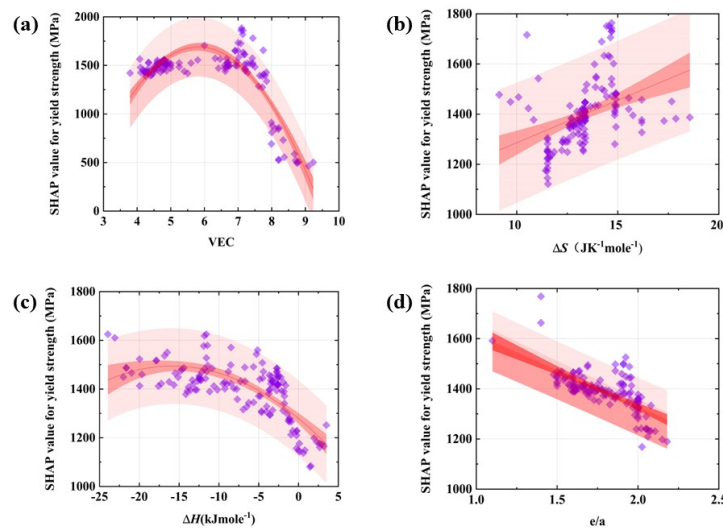 (a)
SHAP value for yield strength (MPa)
2000
1500
1000
500
0
3 4 5 6 7 8 9 10
VEC
(b)
SHAP value for yield strength (MPa)
1800
1600
1400
1200
1000
10 15 20
ΔS（JK⁻¹mole⁻¹)
(c)
SHAP value for yield strength (MPa)
1800
1600
1400
1200
1000
-25 -20 -15 -10 -5 0 5
ΔH(kJmole⁻¹)
(d)
SHAP value for yield strength (MPa)
1800
1600
1400
1200
1000
1.0 1.5 2.0 2.5
e/a